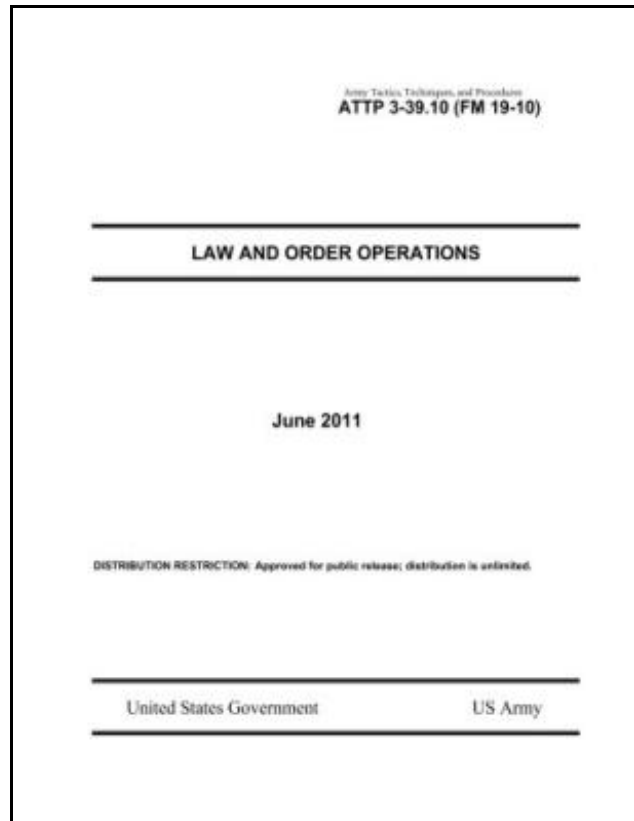 Army Tactics, Techniques, and Procedures
ATTP 3-39.10 (FM 19-10)
LAW AND ORDER OPERATIONS
June 2011
DISTRIBUTION RESTRICTION: Approved for public release; distribution is unlimited.
United States Government US Army